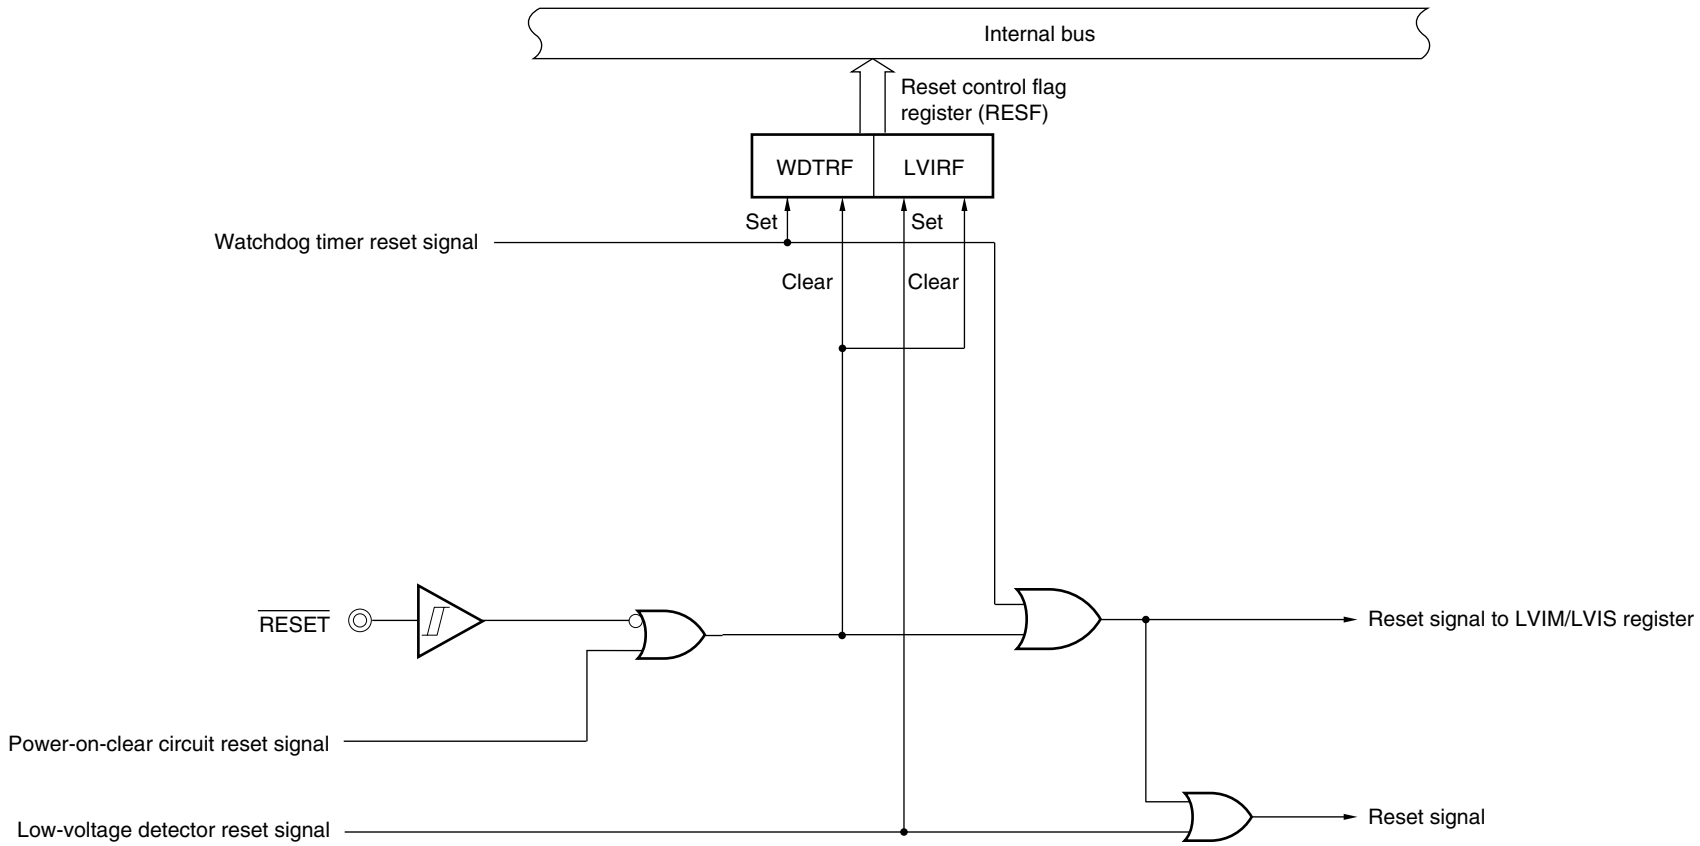 Internal bus
Reset control flag
register (RESF)
WDTRF
LVIRF
Set
Set
Watchdog timer reset signal
Clear
Clear
RESET
Reset signal to LVIM/LVIS register
Power-on-clear circuit reset signal
Low-voltage detector reset signal
Reset signal